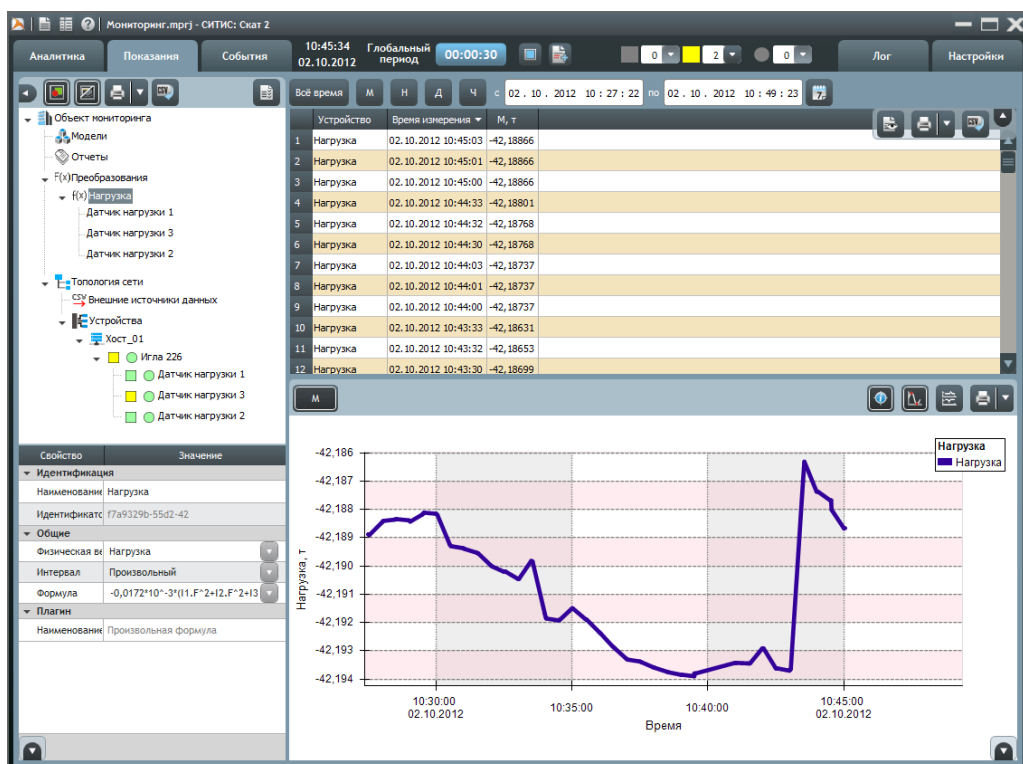 Мониторинг.mprj - СИТИС: Скат 2
Аналитика Показания События 10:45:34 02.10.2012 Глобальный период 00:00:30 0 2 0 Лог Настройки
Всё время М Н Д Ч с 02 . 10 . 2012 10 : 27 : 22 по 02 . 10 . 2012 10 : 49 : 23
Объект мониторинга
Модели
Отчеты
F(x) Преобразования
f(x) Нагрузка
Датчик нагрузки 1
Датчик нагрузки 3
Датчик нагрузки 2
Топология сети
CSV Внешние источники данных
Устройства
Хост_01
Игла 226
Датчик нагрузки 1
Датчик нагрузки 3
Датчик нагрузки 2
Устройство Время измерения М, т
1 Нагрузка 02.10.2012 10:45:03 -42,18866
2 Нагрузка 02.10.2012 10:45:01 -42,18866
3 Нагрузка 02.10.2012 10:45:00 -42,18866
4 Нагрузка 02.10.2012 10:44:33 -42,18801
5 Нагрузка 02.10.2012 10:44:32 -42,18768
6 Нагрузка 02.10.2012 10:44:30 -42,18768
7 Нагрузка 02.10.2012 10:44:03 -42,18737
8 Нагрузка 02.10.2012 10:44:01 -42,18737
9 Нагрузка 02.10.2012 10:44:00 -42,18737
10 Нагрузка 02.10.2012 10:43:33 -42,18631
11 Нагрузка 02.10.2012 10:43:32 -42,18653
12 Нагрузка 02.10.2012 10:43:30 -42,18699
Свойство Значение
Идентификация
Наименование Нагрузка
Идентификатс f7a9329b-55d2-42
Общие
Физическая ве Нагрузка
Интервал Произвольный
Формула -0,0172*10^-3*(I1.F^2+I2.F^2+I3
Плагин
Наименование Произвольная формула
М
Нагрузка
Нагрузка
-42,186
-42,187
-42,188
-42,189
-42,190
-42,191
-42,192
-42,193
-42,194
Нагрузка, т
10:30:00 10:35:00 10:40:00 10:45:00
02.10.2012 02.10.2012
Время